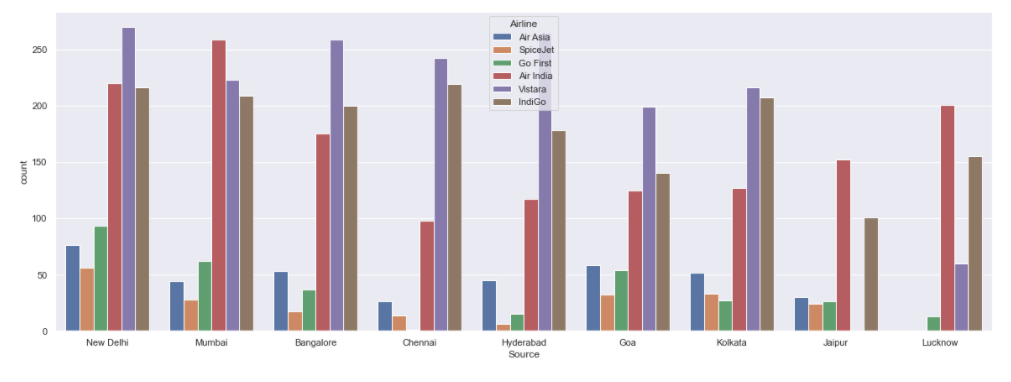 Airline
Air Asia
SpiceJet
Go First
Air India
Vistara
IndiGo
250
200
150
100
50
0
count
New Delhi Mumbai Bangalore Chennai Hyderabad Goa Kolkata Jaipur Lucknow
Source